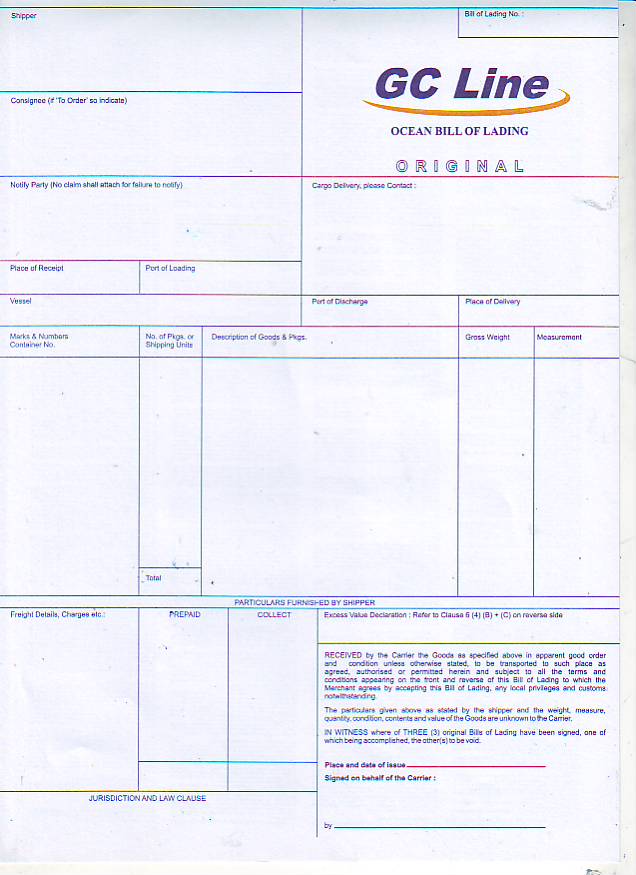 Shipper
Bill of Lading No. :
GC Line
OCEAN BILL OF LADING
ORIGINAL
Consignee (if 'To Order' so indicate)
Notify Party (No claim shall attach for failure to notify)
Cargo Delivery, please Contact :
Place of Receipt
Port of Loading
Vessel
Port of Discharge
Place of Delivery
Marks & Numbers
Container No.
No. of Pkgs. or
Shipping Units
Description of Goods & Pkgs.
Gross Weight
Measurement
Total
PARTICULARS FURNISHED BY SHIPPER
Freight Details, Charges etc.:
PREPAID
COLLECT
Excess Value Declaration : Refer to Clause 6 (4) (B) + (C) on reverse side
RECEIVED by the Carrier the Goods as specified above in apparent good order
and condition unless otherwise stated, to be transported to such place as
agreed, authorised or permitted herein and subject to all the terms and
conditions appearing on the front and reverse of this Bill of Lading to which the
Merchant agrees by accepting this Bill of Lading, any local privileges and customs
notwithstanding.
The particulars given above as stated by the shipper and the weight, measure,
quantity, condition, contents and value of the Goods are unknown to the Carrier.
IN WITNESS where of THREE (3) original Bills of Lading have been signed, one of
which being accomplished, the other(s) to be void.
Place and date of issue
Signed on behalf of the Carrier :
by
JURISDICTION AND LAW CLAUSE